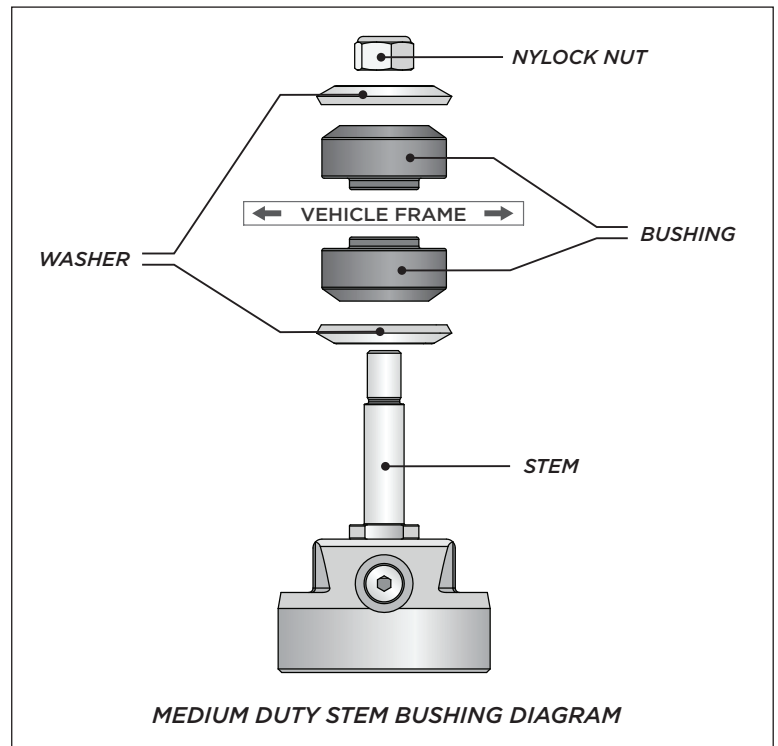 NYLOCK NUT
VEHICLE FRAME
BUSHING
WASHER
STEM
MEDIUM DUTY STEM BUSHING DIAGRAM